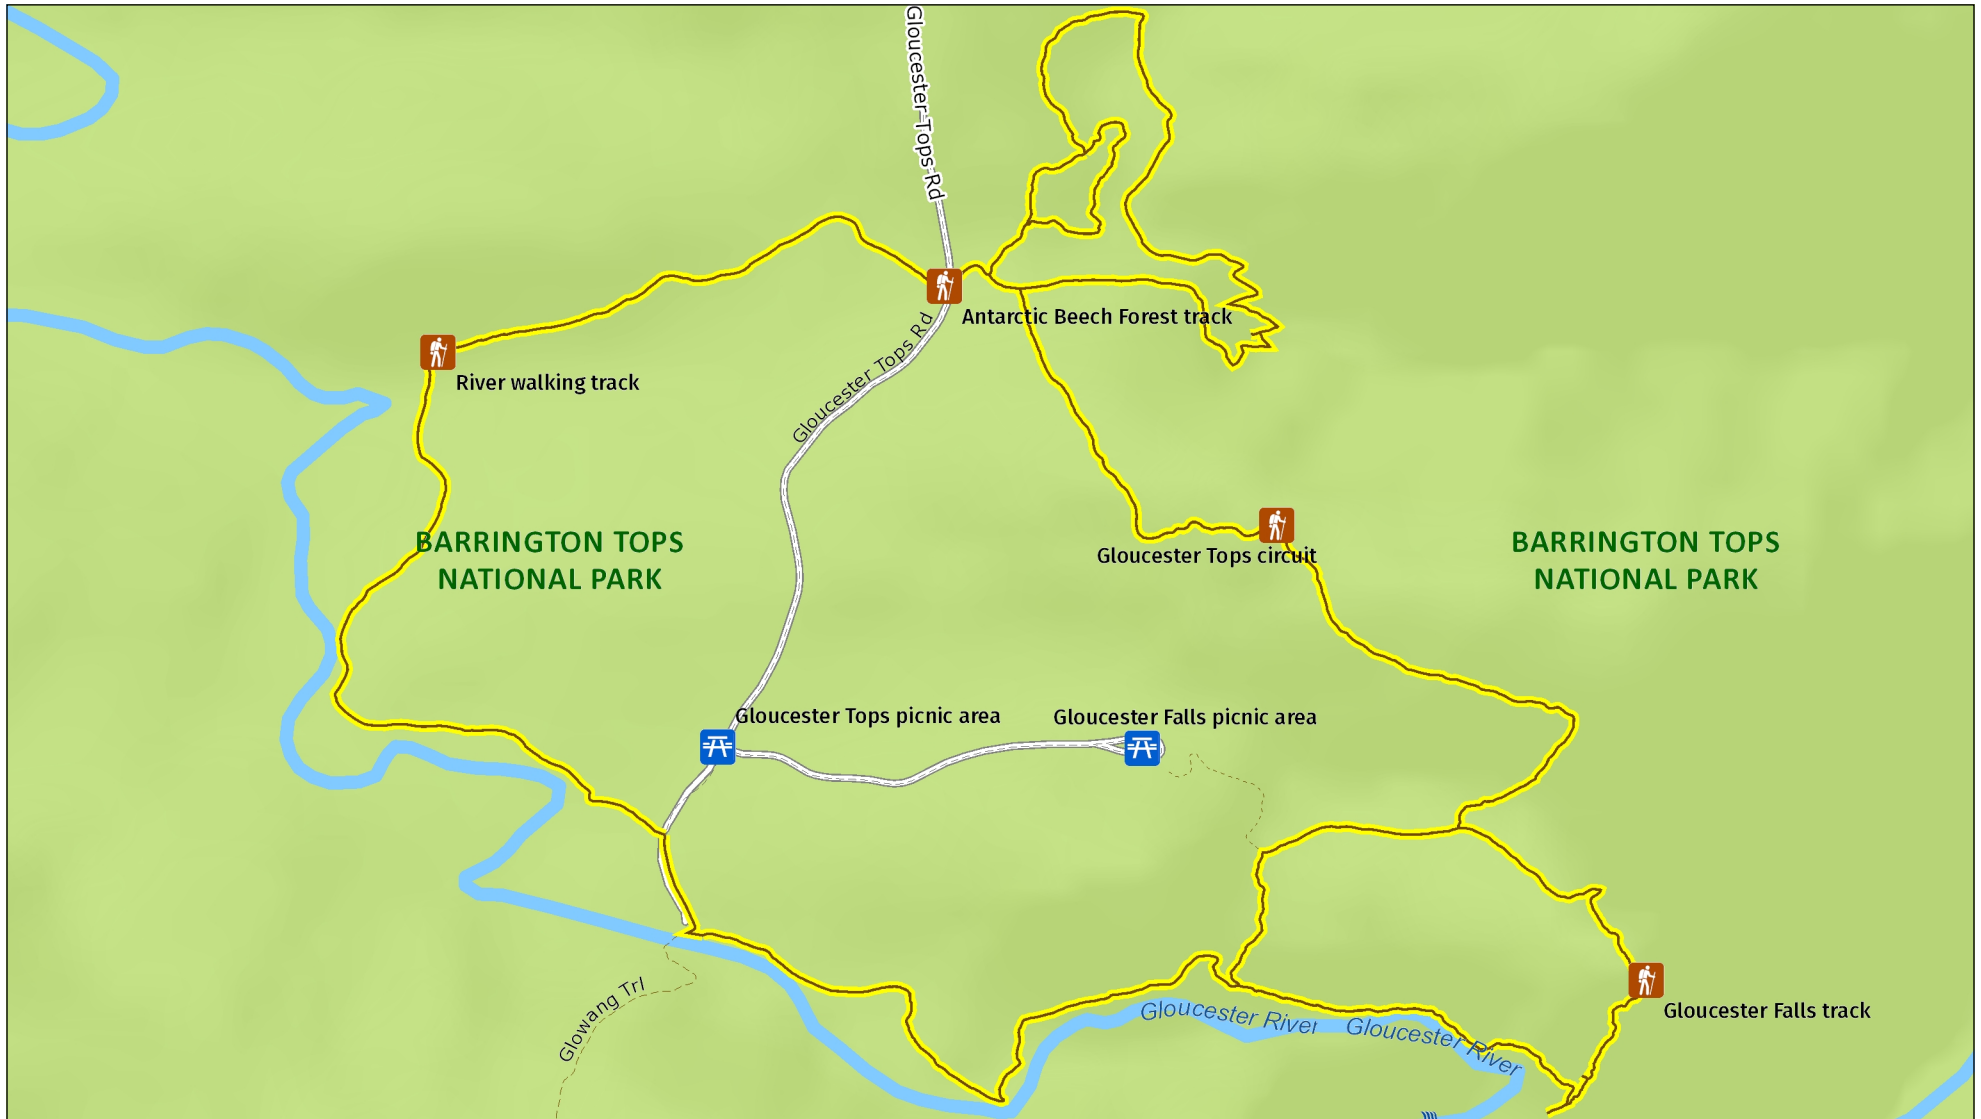 Gloucester Tops Rd
Antarctic Beech Forest track
Gloucester Tops Rd
River walking track
BARRINGTON TOPS
NATIONAL PARK
Gloucester Tops circuit
BARRINGTON TOPS
NATIONAL PARK
Gloucester Tops picnic area
Gloucester Falls picnic area
Glowang Trl
Gloucester River
Gloucester River
Gloucester Falls track